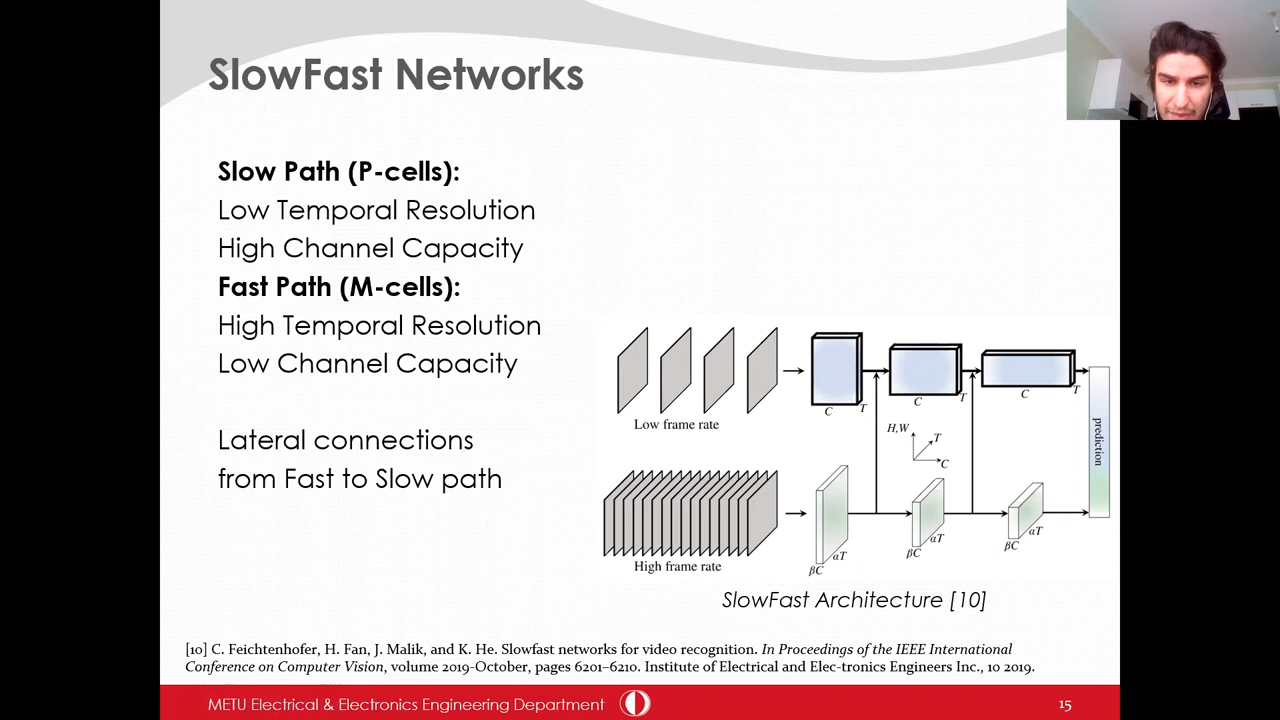 SlowFast Networks
Slow Path (P-cells):
Low Temporal Resolution
High Channel Capacity
Fast Path (M-cells):
High Temporal Resolution
Low Channel Capacity
Lateral connections
from Fast to Slow path
Low frame rate
C
T
C
T
C
T
H,W
T
C
prediction
High frame rate
βC
αT
βC
αT
βC
αT
SlowFast Architecture [10]
[10] C. Feichtenhofer, H. Fan, J. Malik, and K. He. Slowfast networks for video recognition. In Proceedings of the IEEE International
Conference on Computer Vision, volume 2019-October, pages 6201–6210. Institute of Electrical and Elec-tronics Engineers Inc., 10 2019.
METU Electrical & Electronics Engineering Department
15